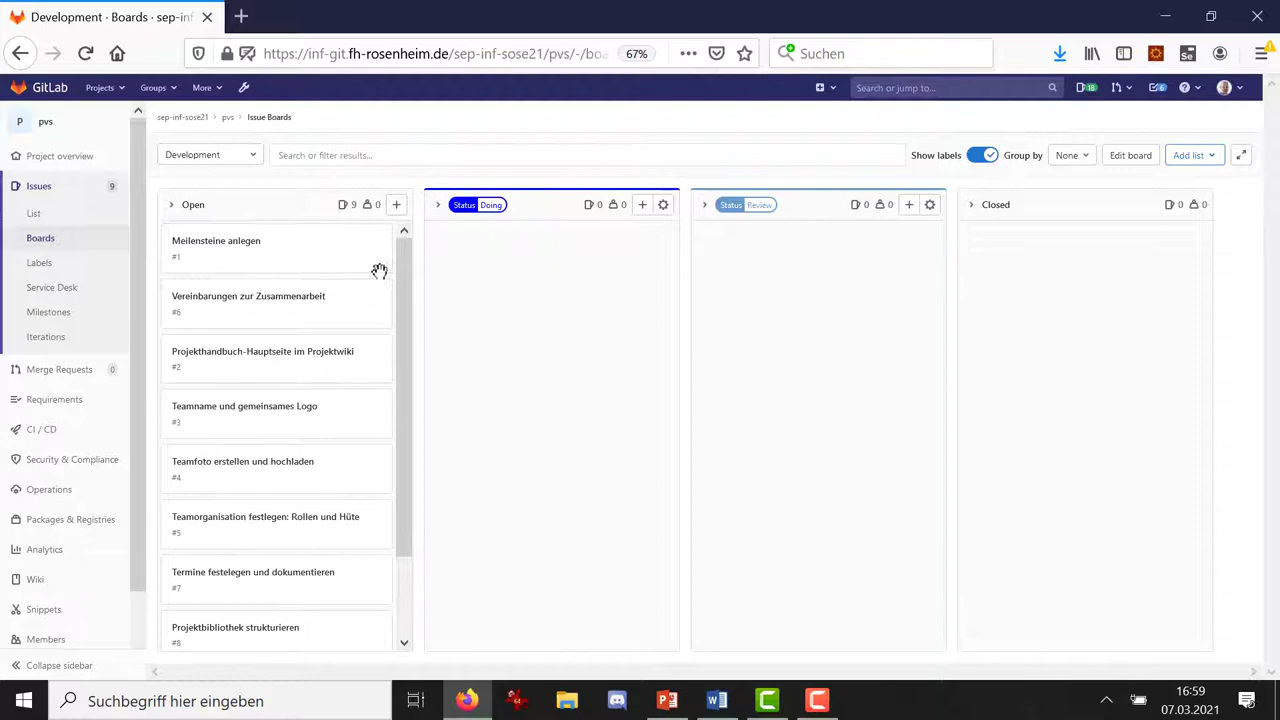 Development · Boards · sep-inf
https://inf-git.fh-rosenheim.de/sep-inf-sose21/pvs/-/boa
67%
Suchen
GitLab
Projects
Groups
More
Search or jump to...
18
6
P pvs
sep-inf-sose21 > pvs > Issue Boards
Project overview
Issues 9
List
Boards
Labels
Service Desk
Milestones
Iterations
Merge Requests 0
Requirements
CI / CD
Security & Compliance
Operations
Packages & Registries
Analytics
Wiki
Snippets
Members
Collapse sidebar
Development
Search or filter results...
Show labels
Group by
None
Edit board
Add list
Open 9 0
Status Doing 0 0
Status Review 0 0
Closed 0 0
Meilensteine anlegen
#1
Vereinbarungen zur Zusammenarbeit
#6
Projekthandbuch-Hauptseite im Projektwiki
#2
Teamname und gemeinsames Logo
#3
Teamfoto erstellen und hochladen
#4
Teamorganisation festlegen: Rollen und Hüte
#5
Termine festelegen und dokumentieren
#7
Projektbibliothek strukturieren
#8
Suchbegriff hier eingeben
16:59
07.03.2021